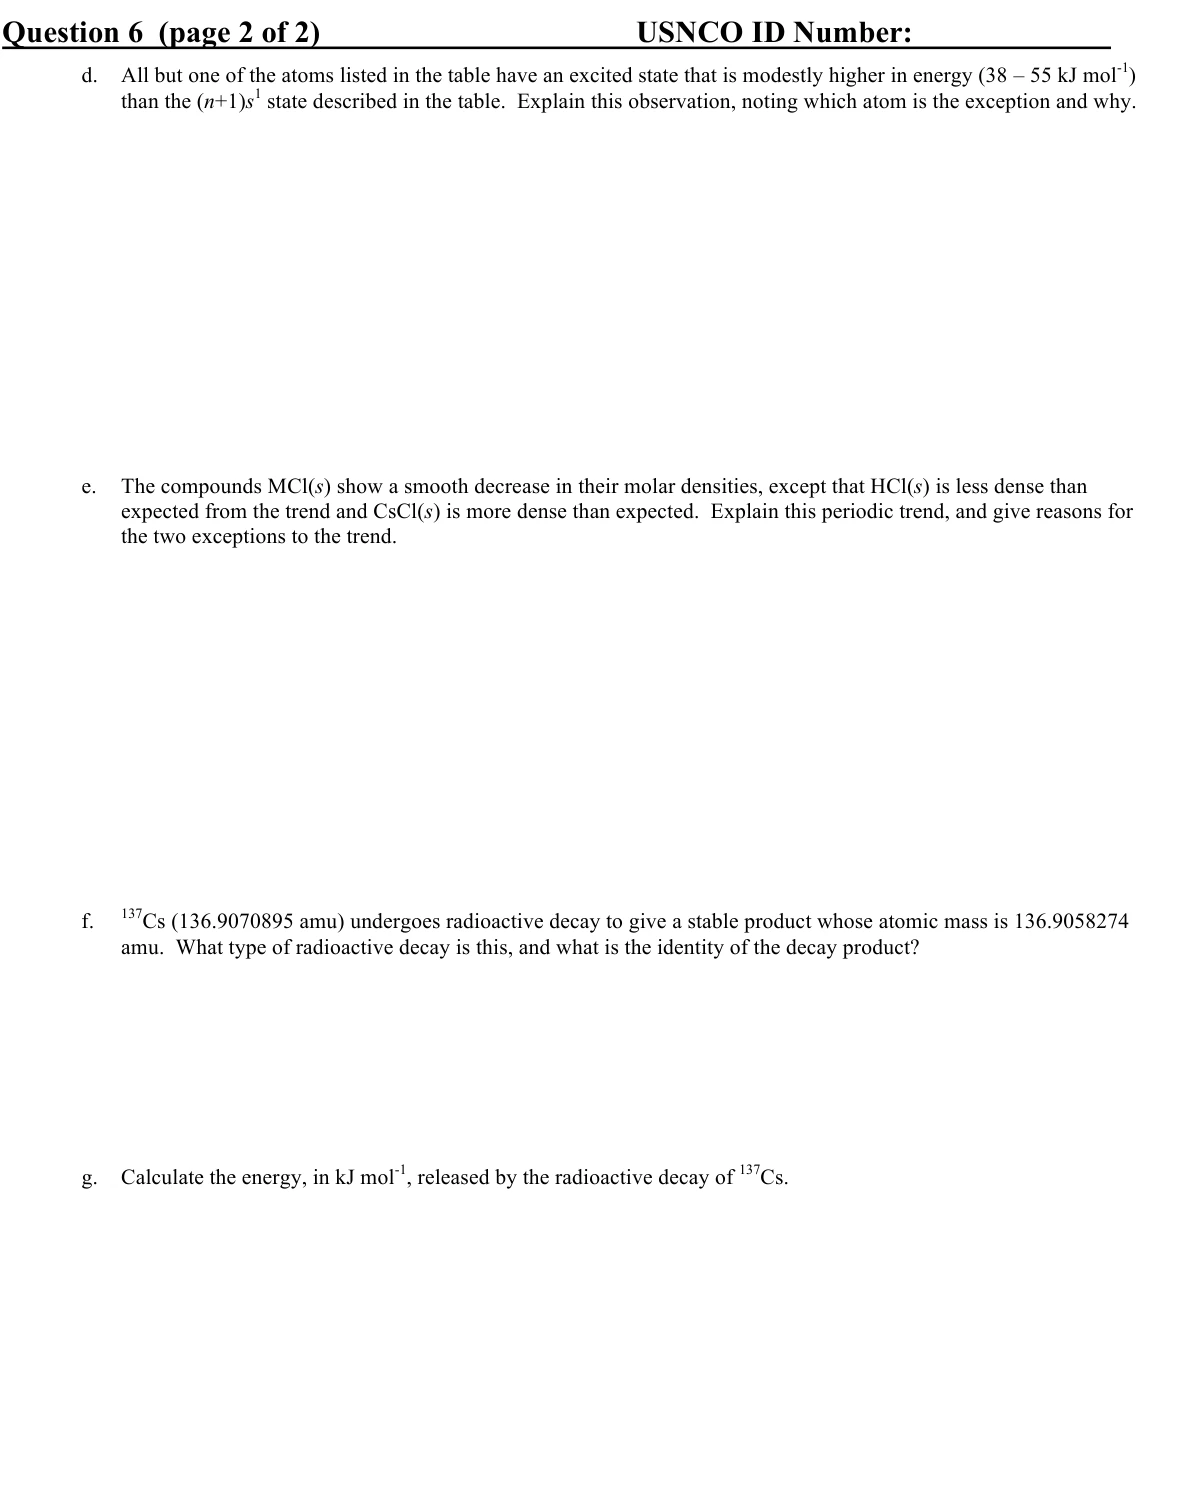 Question 6 (page 2 of 2) USNCO ID Number:
d. All but one of the atoms listed in the table have an excited state that is modestly higher in energy (38 – 55 kJ mol⁻¹)
than the (n+1)s¹ state described in the table. Explain this observation, noting which atom is the exception and why.
e. The compounds MCl(s) show a smooth decrease in their molar densities, except that HCl(s) is less dense than
expected from the trend and CsCl(s) is more dense than expected. Explain this periodic trend, and give reasons for
the two exceptions to the trend.
f. ¹³⁷Cs (136.9070895 amu) undergoes radioactive decay to give a stable product whose atomic mass is 136.9058274
amu. What type of radioactive decay is this, and what is the identity of the decay product?
g. Calculate the energy, in kJ mol⁻¹, released by the radioactive decay of ¹³⁷Cs.